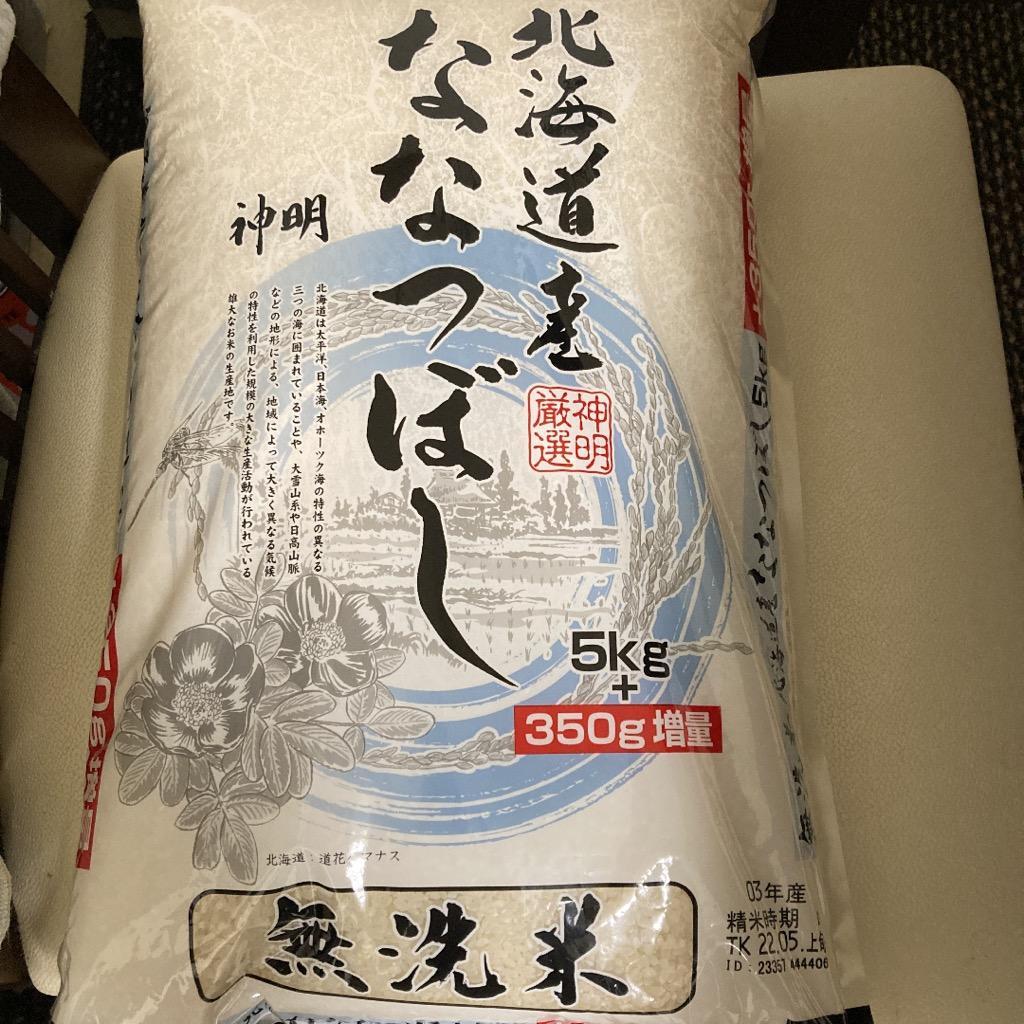 北海道産
ななつぼし
神明
神明
厳選
北海道は太平洋、日本海、オホーツク海の特性の異なる
三つの海に囲まれていることや、大雪山系や日高山脈
などの地形による、地域によって大きく異なる気候
の特性を利用した規模の大きな生産活動が行われている
雄大なお米の生産地です。
5kg
+
350g増量
北海道:道花
マナス
無洗米
03年産
精米時期
TK 22.05.上旬